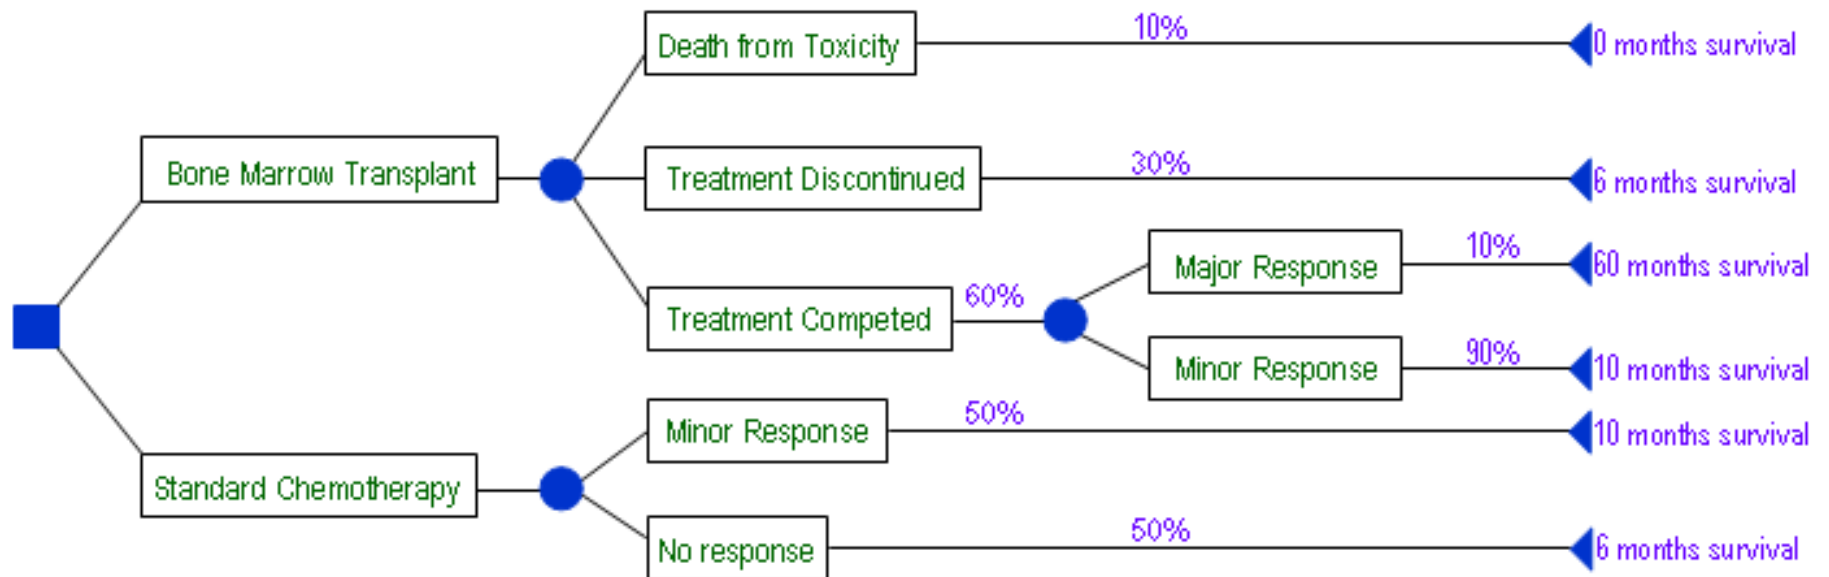 Death from Toxicity 10% 0 months survival
Bone Marrow Transplant Treatment Discontinued 30% 6 months survival
Major Response 10% 60 months survival
Treatment Competed 60%
Minor Response 90% 10 months survival
Minor Response 50% 10 months survival
Standard Chemotherapy
No response 50% 6 months survival